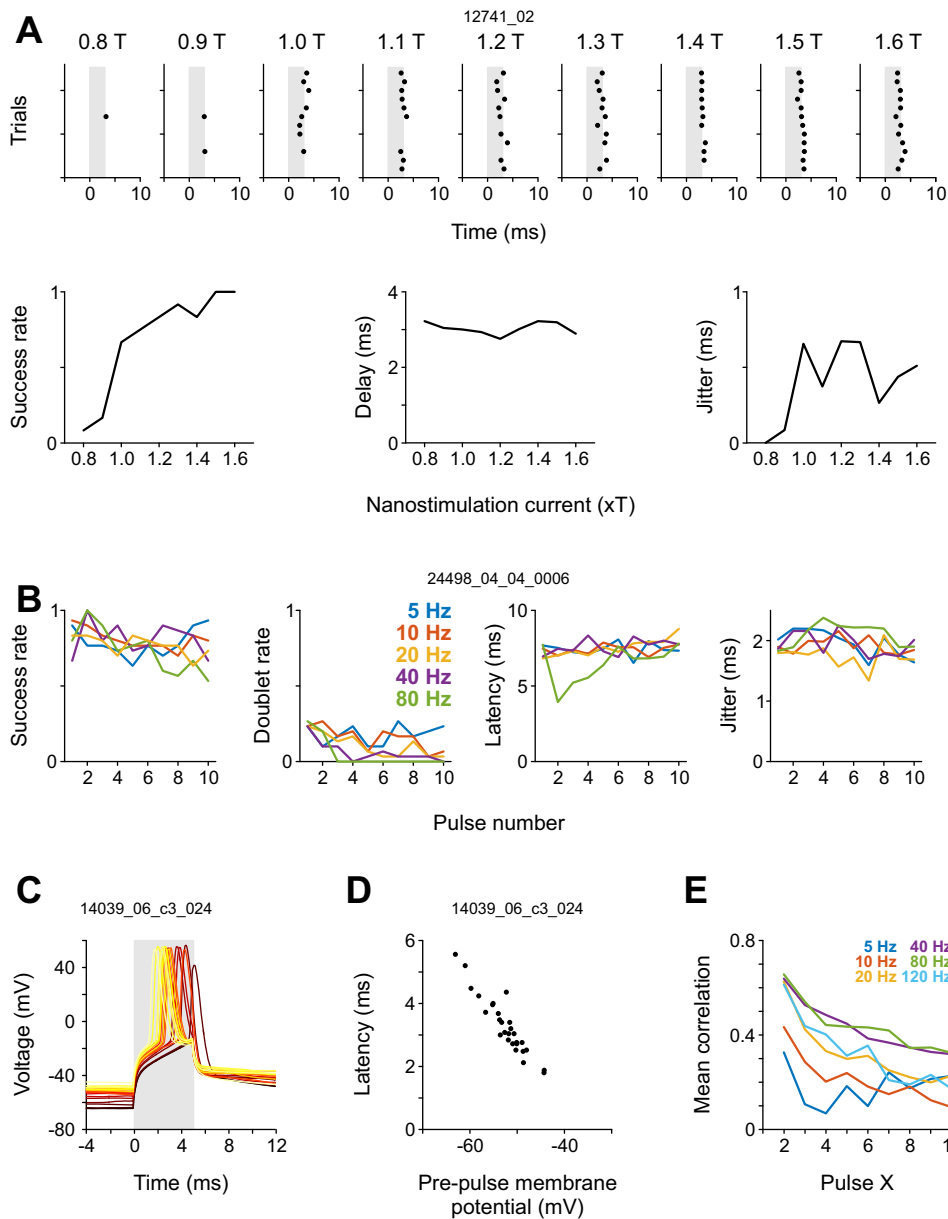 A
12741_02
0.8 T 0.9 T 1.0 T 1.1 T 1.2 T 1.3 T 1.4 T 1.5 T 1.6 T
Trials
0 10 0 10 0 10 0 10 0 10 0 10 0 10 0 10 0 10
Time (ms)
Success rate
1
0
0.8 1.0 1.2 1.4 1.6
Delay (ms)
4
2
0
0.8 1.0 1.2 1.4 1.6
Jitter (ms)
1
0
0.8 1.0 1.2 1.4 1.6
Nanostimulation current (xT)
B
24498_04_04_0006
Success rate
1
0
2 4 6 8 10
Doublet rate
1
0
5 Hz
10 Hz
20 Hz
40 Hz
80 Hz
2 4 6 8 10
Latency (ms)
10
5
0
2 4 6 8 10
Jitter (ms)
2
1
0
2 4 6 8 10
Pulse number
C
14039_06_c3_024
Voltage (mV)
40
0
-40
-80
-4 0 4 8 12
Time (ms)
D
14039_06_c3_024
Latency (ms)
6
4
2
0
-60 -40
Pre-pulse membrane
potential (mV)
E
Mean correlation
0.8
0.4
0
5 Hz 40 Hz
10 Hz 80 Hz
20 Hz 120 Hz
2 4 6 8
Pulse X